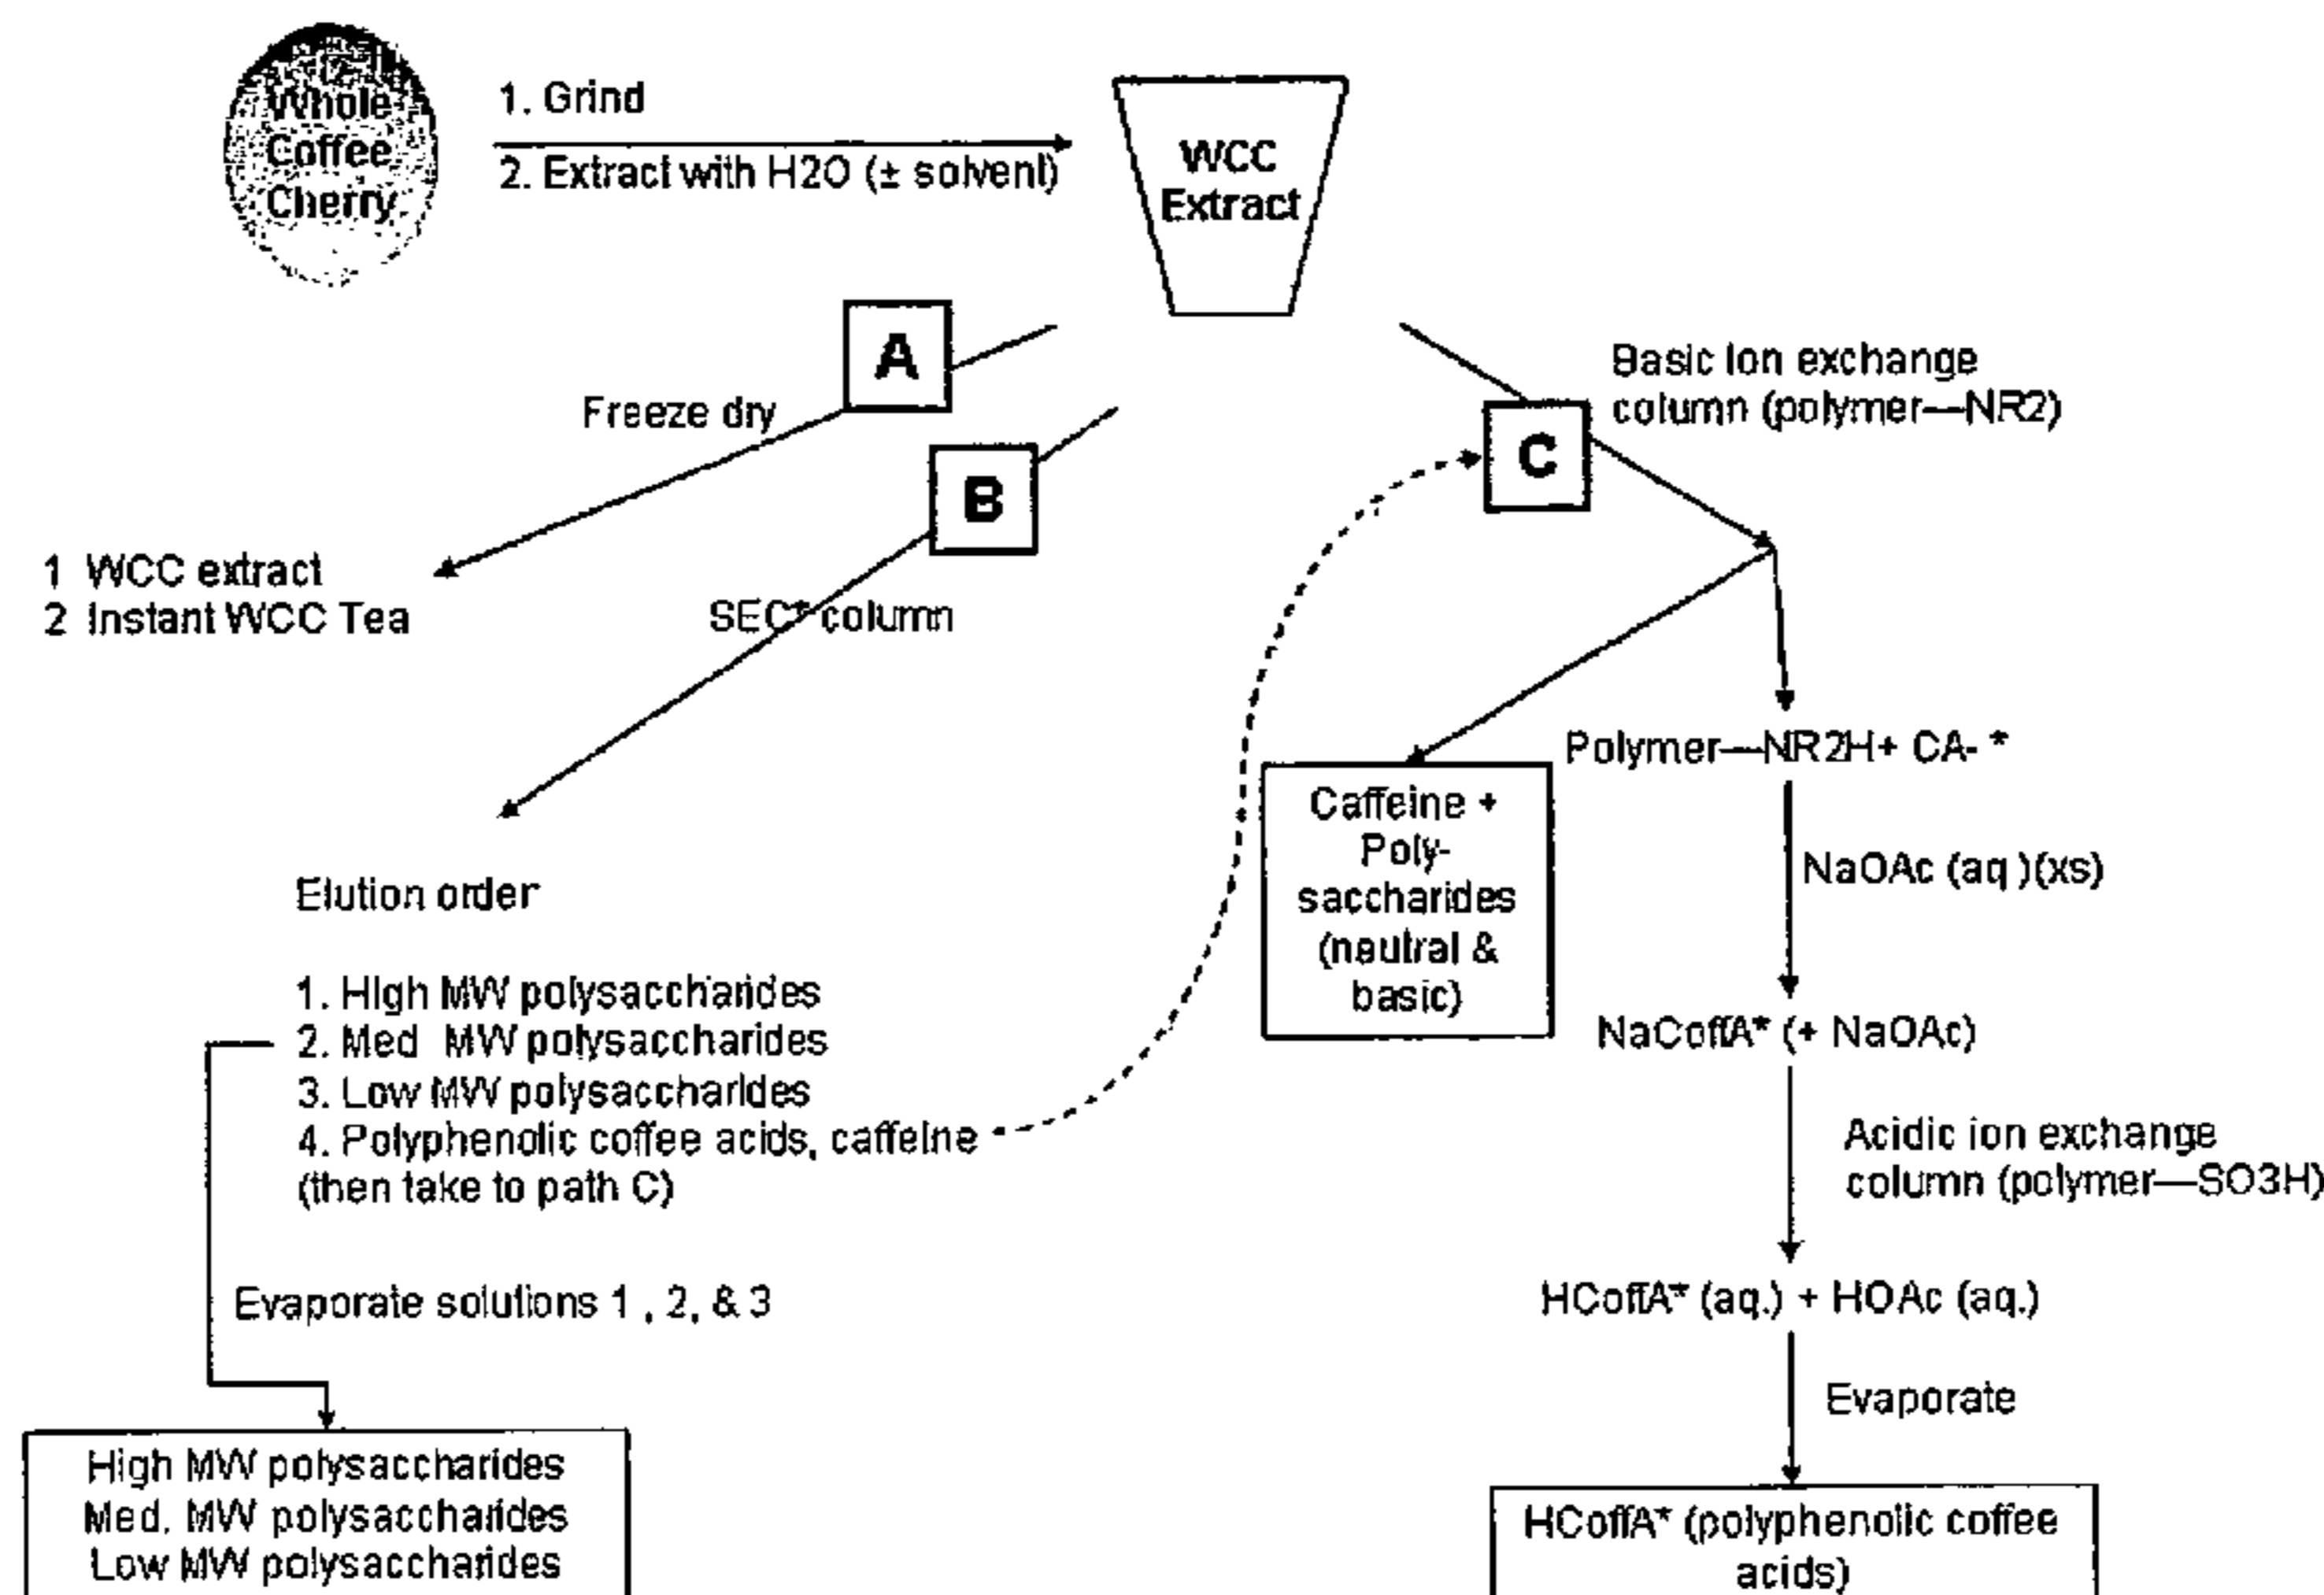 Whole
Coffee
Cherry
1. Grind
2. Extract with H2O (± solvent)
WCC
Extract
A
Freeze dry
B
C
Basic Ion exchange
column (polymer—NR2)
1 WCC extract
2 Instant WCC Tea
SEC* column
Polymer—NR2H+ CA- *
Caffeine +
Poly-
saccharides
(neutral &
basic)
NaOAc (aq )(xs)
Elution order
1. High MW polysaccharides
2. Med MW polysaccharides
3. Low MW polysaccharides
4. Polyphenolic coffee acids, caffeine
(then take to path C)
NaCoffA* (+ NaOAc)
Acidic ion exchange
column (polymer—SO3H)
Evaporate solutions 1 , 2, & 3
HCoffA* (aq.) + HOAc (aq.)
Evaporate
High MW polysaccharides
Med. MW polysaccharides
Low MW polysaccharides
HCoffA* (polyphenolic coffee
acids)